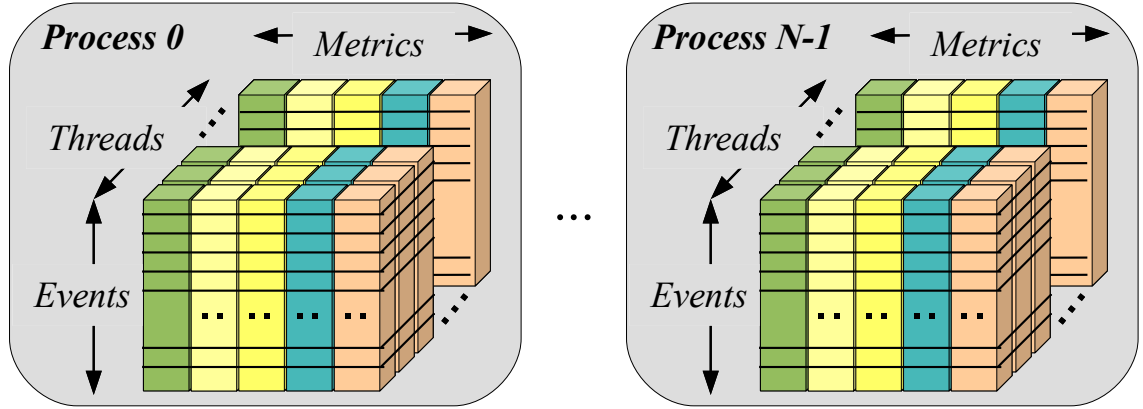 Process 0
Metrics
Threads
Events
...
Process N-1
Metrics
Threads
Events